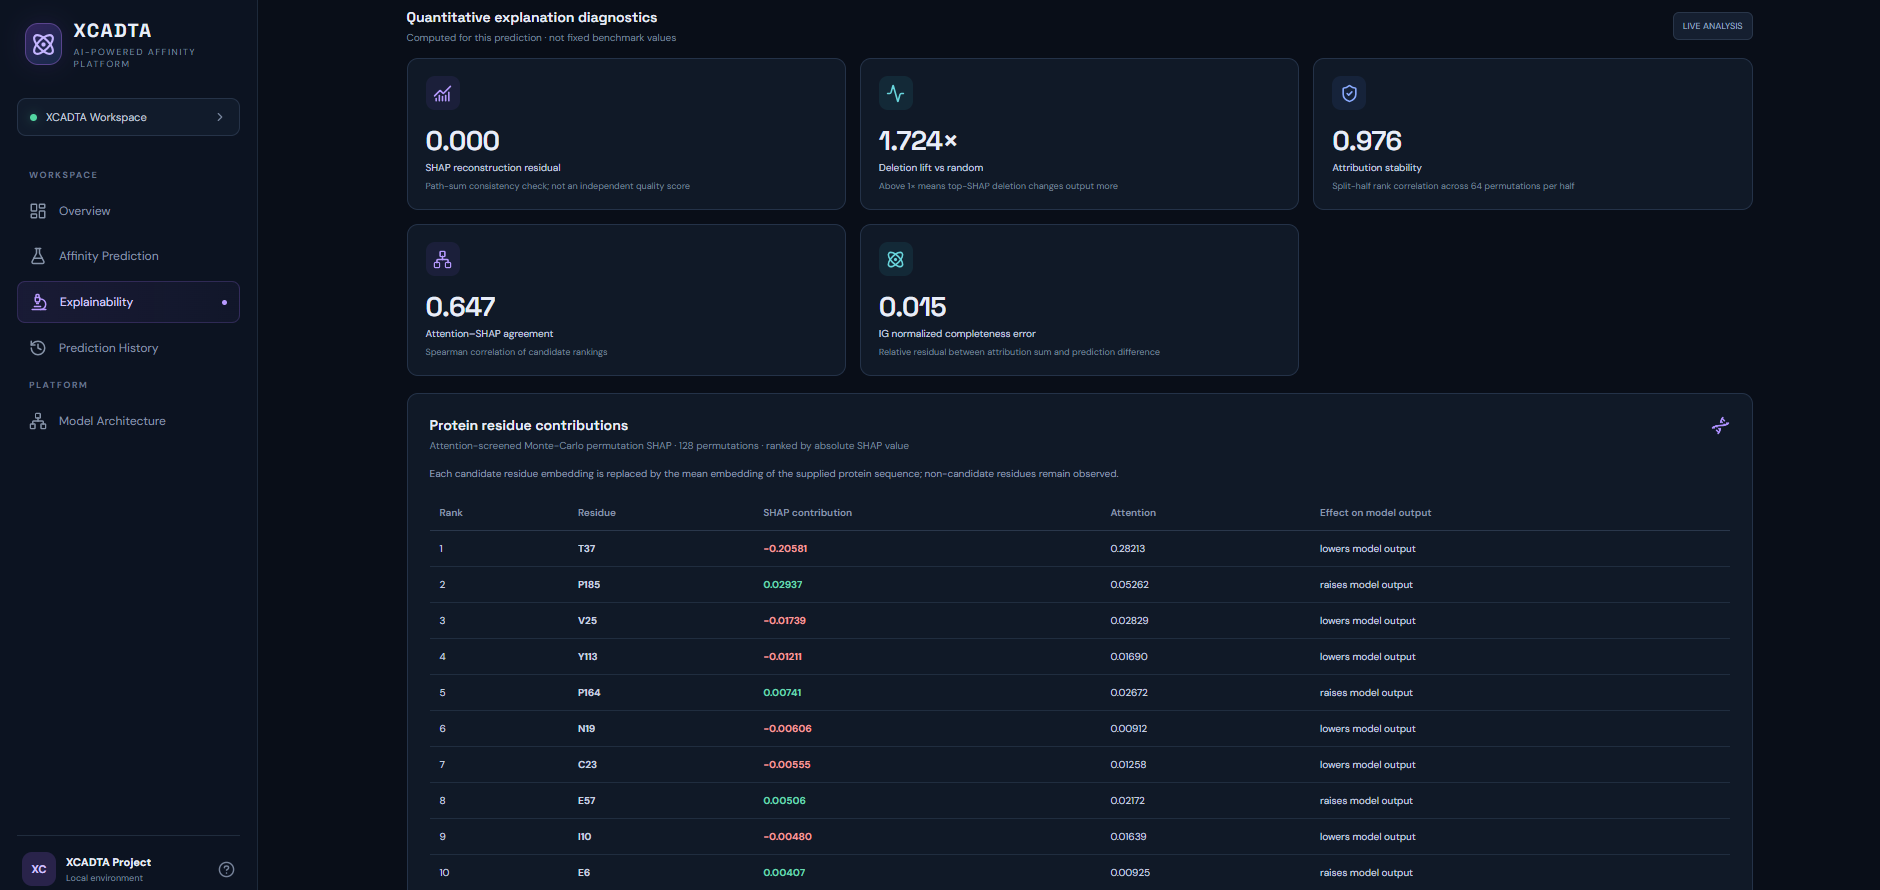 XCADTA
AI-POWERED AFFINITY
PLATFORM
XCADTA Workspace
WORKSPACE
Overview
Affinity Prediction
Explainability
Prediction History
PLATFORM
Model Architecture
XC
XCADTA Project
Local environment
Quantitative explanation diagnostics
Computed for this prediction · not fixed benchmark values
LIVE ANALYSIS
0.000
SHAP reconstruction residual
Path-sum consistency check; not an independent quality score
1.724×
Deletion lift vs random
Above 1× means top-SHAP deletion changes output more
0.976
Attribution stability
Split-half rank correlation across 64 permutations per half
0.647
Attention–SHAP agreement
Spearman correlation of candidate rankings
0.015
IG normalized completeness error
Relative residual between attribution sum and prediction difference
Protein residue contributions
Attention-screened Monte-Carlo permutation SHAP · 128 permutations · ranked by absolute SHAP value
Each candidate residue embedding is replaced by the mean embedding of the supplied protein sequence; non-candidate residues remain observed.
Rank Residue SHAP contribution Attention Effect on model output
1 T37 −0.20581 0.28213 lowers model output
2 P185 0.02937 0.05262 raises model output
3 V25 −0.01739 0.02829 lowers model output
4 Y113 −0.01211 0.01690 lowers model output
5 P164 0.00741 0.02672 raises model output
6 N19 −0.00606 0.00912 lowers model output
7 C23 −0.00555 0.01258 lowers model output
8 E57 0.00506 0.02172 raises model output
9 I10 −0.00480 0.01639 lowers model output
10 E6 0.00407 0.00925 raises model output